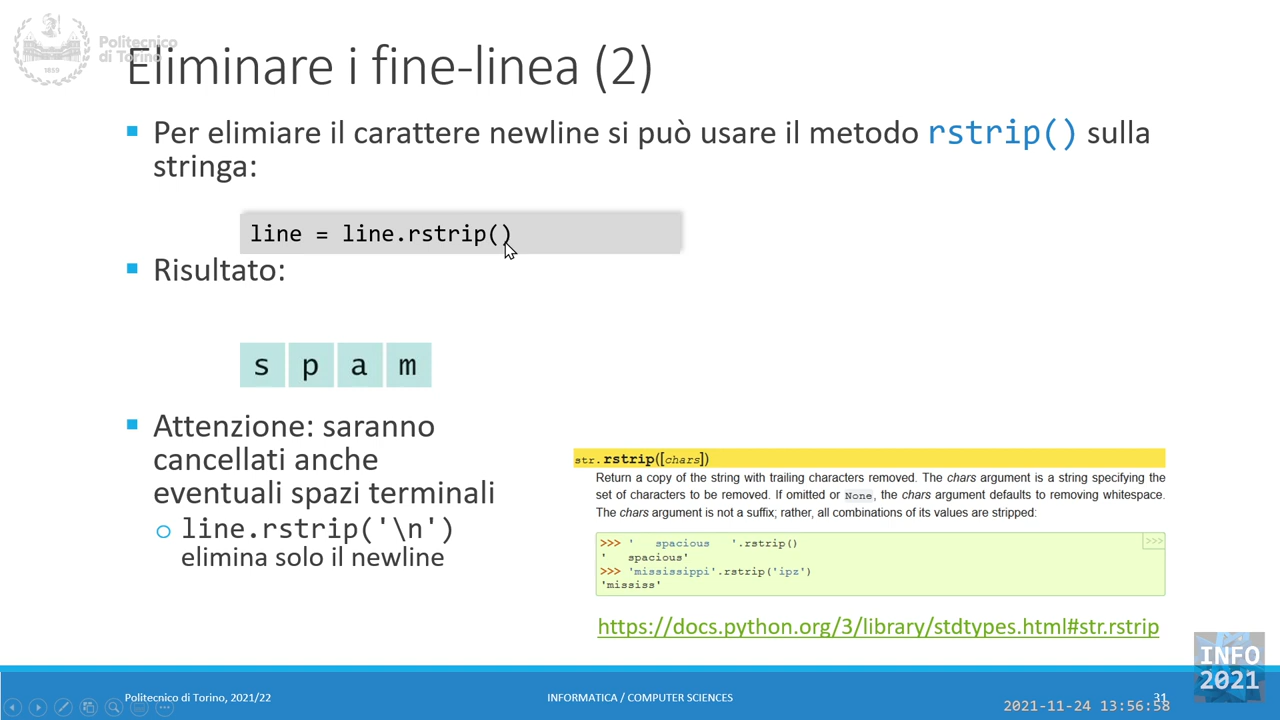 Politecnico
di Torino
1859
Eliminare i fine-linea (2)
Per elimiare il carattere newline si può usare il metodo rstrip() sulla
stringa:
line = line.rstrip()
Risultato:
s p a m
Attenzione: saranno
cancellati anche
eventuali spazi terminali
line.rstrip('\n')
elimina solo il newline
str.rstrip([chars])
Return a copy of the string with trailing characters removed. The chars argument is a string specifying the
set of characters to be removed. If omitted or None, the chars argument defaults to removing whitespace.
The chars argument is not a suffix; rather, all combinations of its values are stripped:
>>>
>>> '   spacious   '.rstrip()
'   spacious'
>>> 'mississippi'.rstrip('ipz')
'mississ'
https://docs.python.org/3/library/stdtypes.html#str.rstrip
INFO
2021
Politecnico di Torino, 2021/22
INFORMATICA / COMPUTER SCIENCES
31
2021-11-24 13:56:58